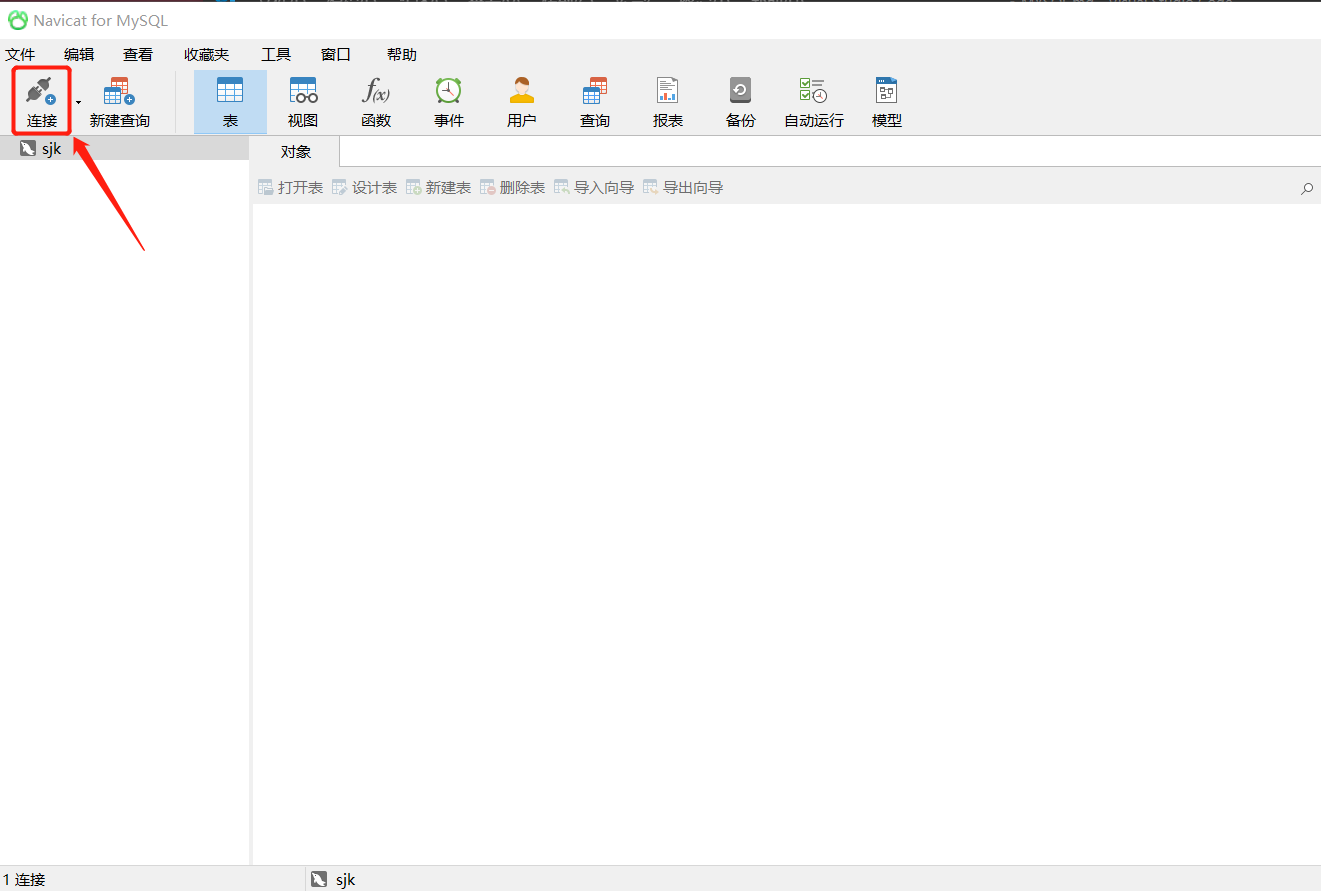 Navicat for MySQL
文件 编辑 查看 收藏夹 工具 窗口 帮助
连接 新建查询 表 视图 f(x) 函数 事件 用户 查询 报表 备份 自动运行 模型
sjk 对象
打开表 设计表 新建表 删除表 导入向导 导出向导
1 连接 sjk